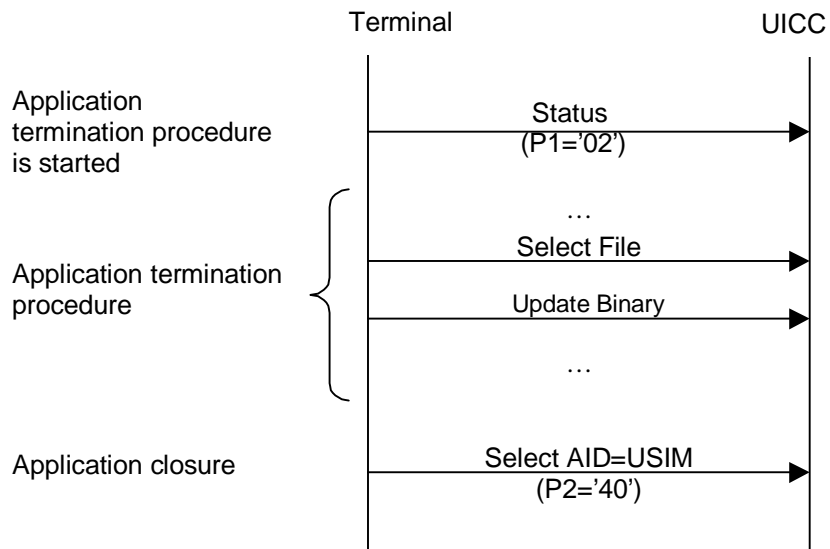 Terminal
UICC
Application
termination procedure
is started
Status
(P1='02')
…
Select File
Application termination
procedure
Update Binary
…
Application closure
Select AID=USIM
(P2='40')